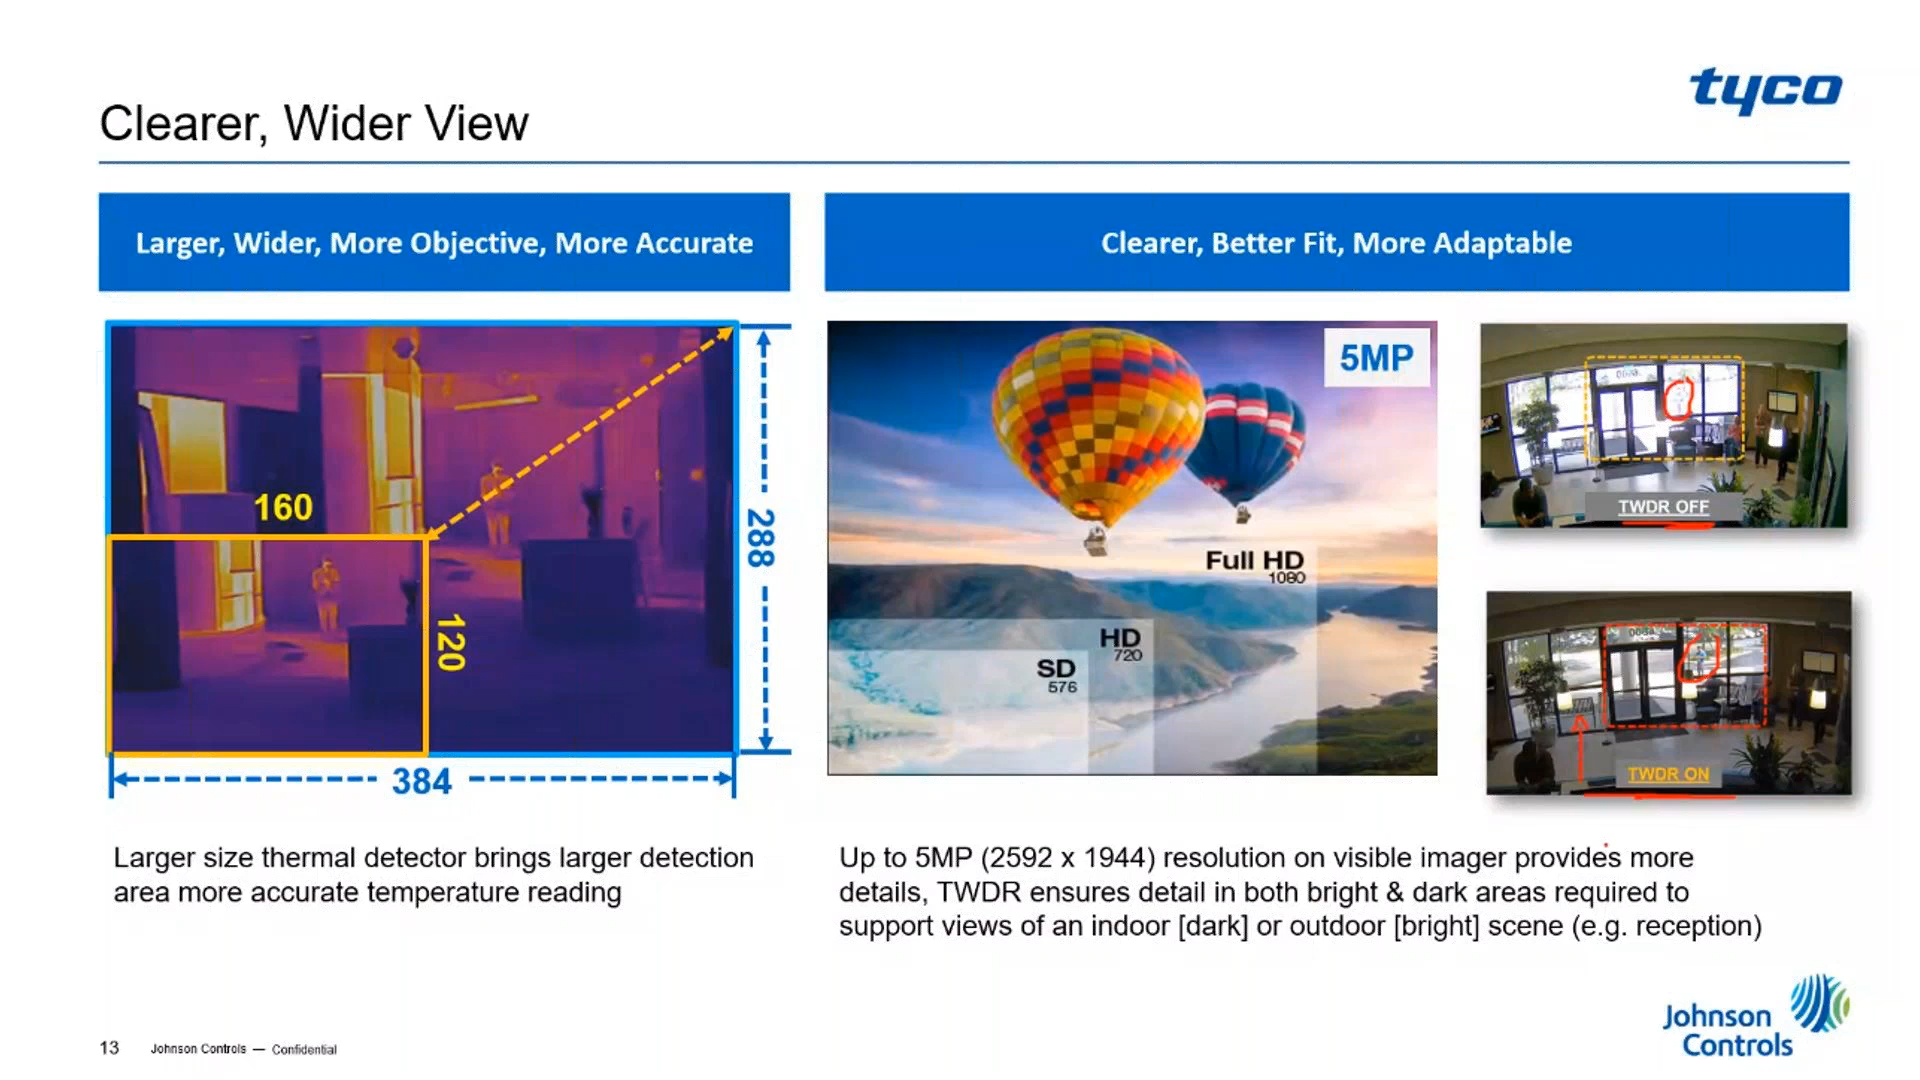 tyco
Clearer, Wider View
Larger, Wider, More Objective, More Accurate
Clearer, Better Fit, More Adaptable
160
120
288
384
5MP
Full HD
1080
HD
720
SD
576
TWDR OFF
TWDR ON
Larger size thermal detector brings larger detection
area more accurate temperature reading
Up to 5MP (2592 x 1944) resolution on visible imager provides more
details, TWDR ensures detail in both bright & dark areas required to
support views of an indoor [dark] or outdoor [bright] scene (e.g. reception)
13
Johnson Controls — Confidential
Johnson
Controls